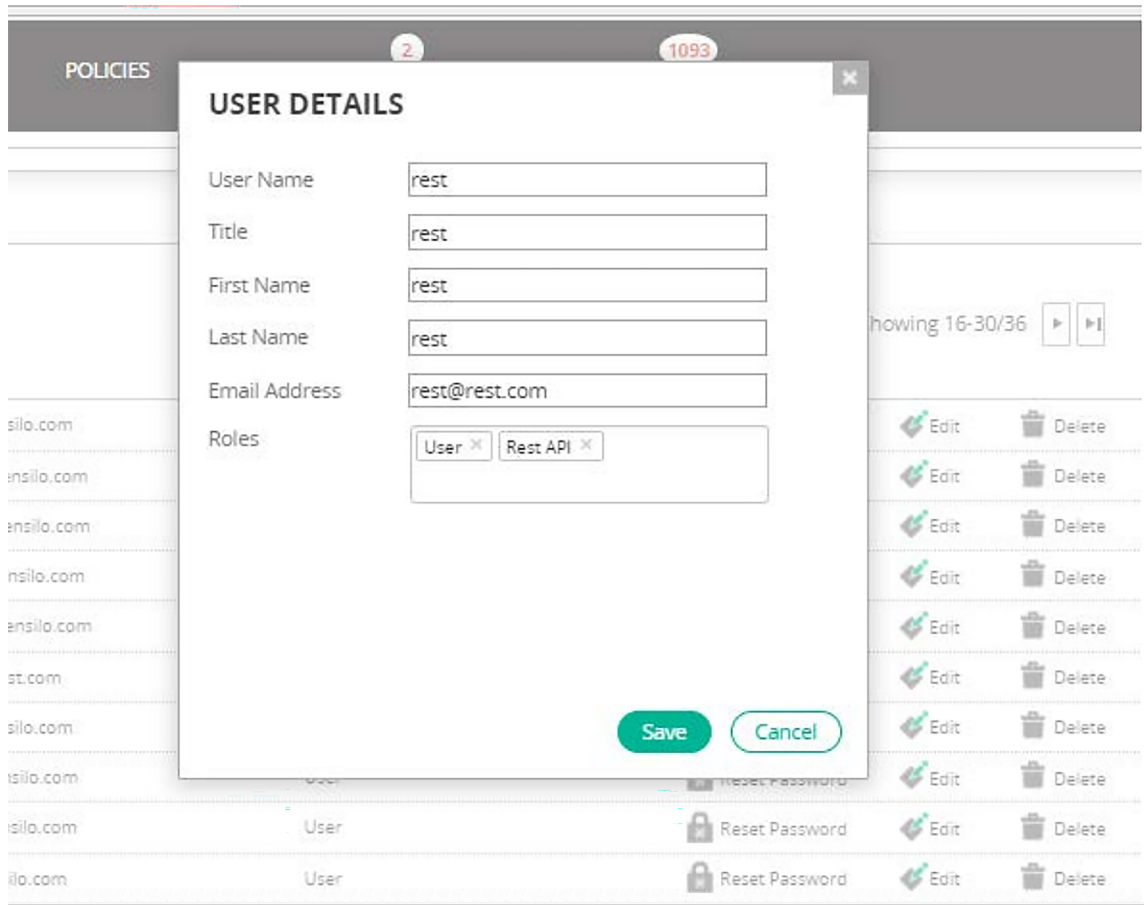 2 1093
POLICIES
USER DETAILS
User Name rest
Title rest
First Name rest
howing 16-30/36
Last Name rest
Email Address rest@rest.com
silo.com Edit Delete
Roles User Rest API
ensilo.com Edit Delete
ensilo.com Edit Delete
nsilo.com Edit Delete
ensilo.com Edit Delete
st.com Edit Delete
silo.com Edit Delete
Save Cancel
nsilo.com User Reset Password Edit Delete
silo.com User Reset Password Edit Delete
ilo.com User Reset Password Edit Delete